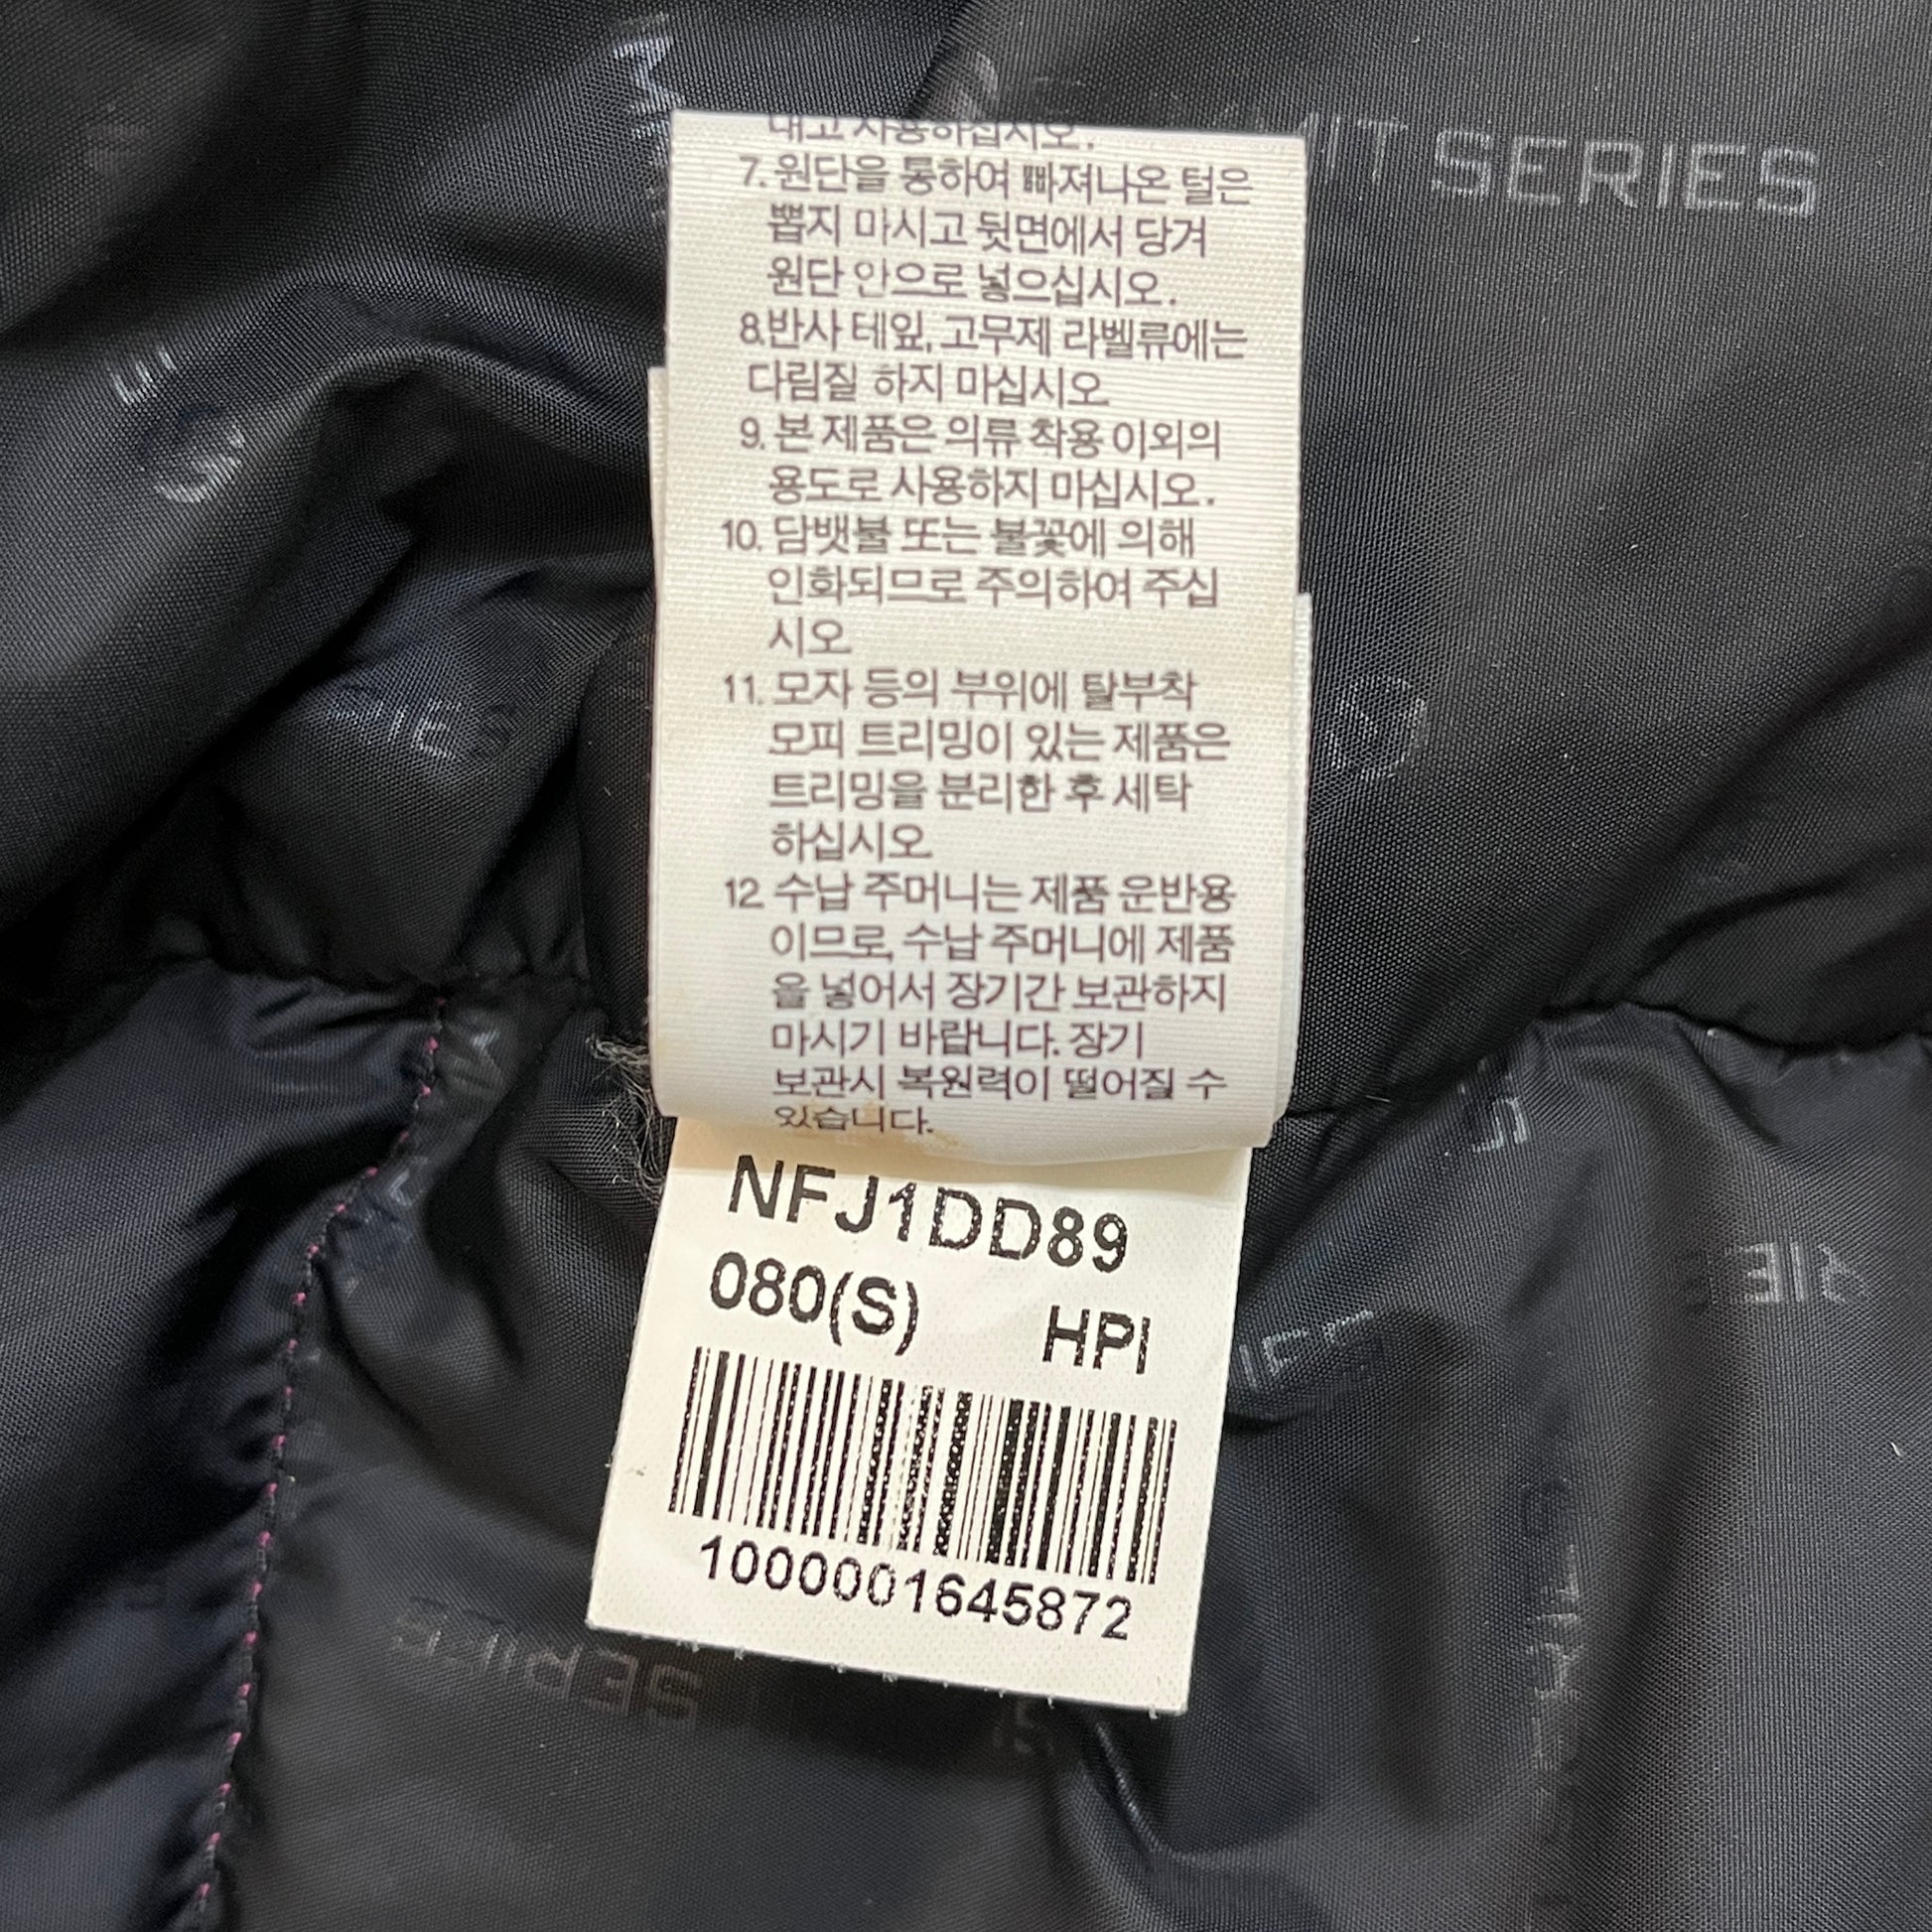 내고 사용하십시오.
7. 원단을 통하여 빠져나온 털은
뽑지 마시고 뒷면에서 당겨
원단 안으로 넣으십시오.
8.반사 테잎, 고무제 라벨류에는
다림질 하지 마십시오.
9. 본 제품은 의류 착용 이외의
용도로 사용하지 마십시오.
10. 담뱃불 또는 불꽃에 의해
인화되므로 주의하여 주십
시오.
11. 모자 등의 부위에 탈부착
모피 트리밍이 있는 제품은
트리밍을 분리한 후 세탁
하십시오.
12. 수납 주머니는 제품 운반용
이므로, 수납 주머니에 제품
을 넣어서 장기간 보관하지
마시기 바랍니다. 장기
보관시 복원력이 떨어질 수
있습니다.
NFJ1DD89
080(S) HPI
1000001645872
SERIES
SERIES